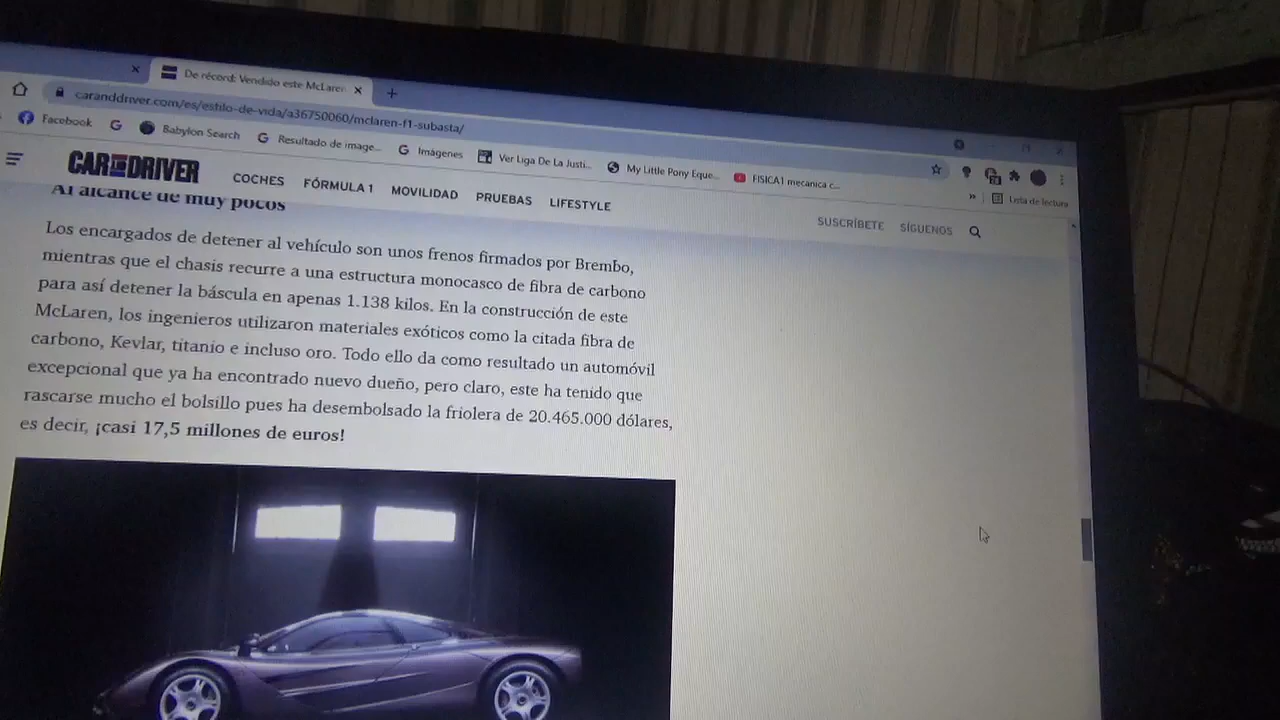 De récord: Vendido este McLaren
caranddriver.com/es/estilo-de-vida/a36750060/mclaren-f1-subasta/
Facebook
Babylon Search
Resultado de image...
Imágenes
Ver Liga De La Justi...
My Little Pony Eque...
FISICA1 mecanica c...
»
Lista de lectura
CAR AND DRIVER
COCHES
FÓRMULA 1
MOVILIDAD
PRUEBAS
LIFESTYLE
SUSCRÍBETE
SÍGUENOS
Al alcance de muy pocos
Los encargados de detener al vehículo son unos frenos firmados por Brembo,
mientras que el chasis recurre a una estructura monocasco de fibra de carbono
para así detener la báscula en apenas 1.138 kilos. En la construcción de este
McLaren, los ingenieros utilizaron materiales exóticos como la citada fibra de
carbono, Kevlar, titanio e incluso oro. Todo ello da como resultado un automóvil
excepcional que ya ha encontrado nuevo dueño, pero claro, este ha tenido que
rascarse mucho el bolsillo pues ha desembolsado la friolera de 20.465.000 dólares,
es decir, ¡casi 17,5 millones de euros!